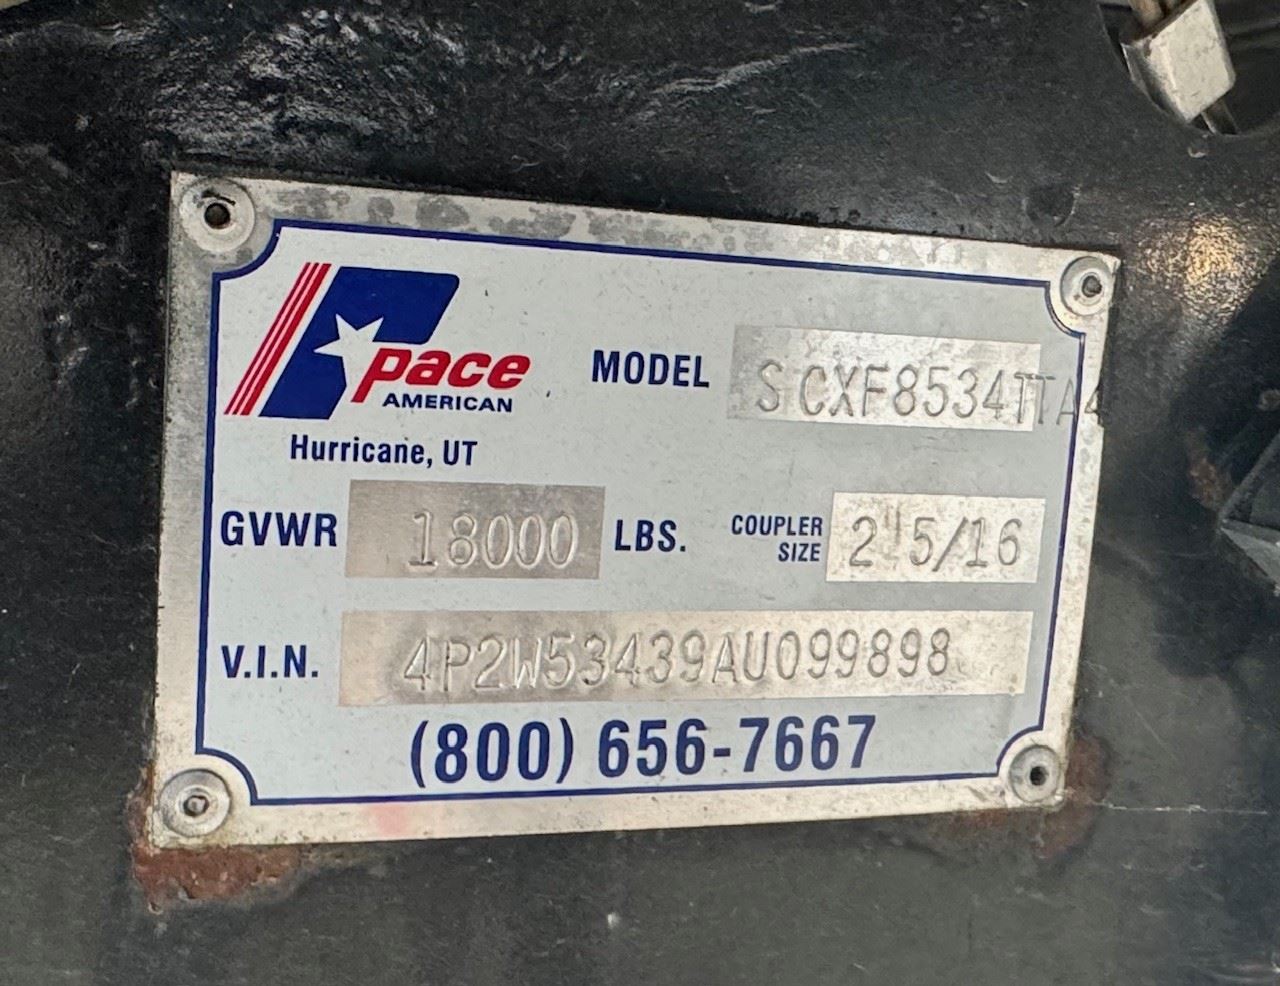 pace
AMERICAN
Hurricane, UT
MODEL S CXF8534TTA4
GVWR 18000 LBS.
COUPLER SIZE 2 5/16
V.I.N. 4P2W53439AU099898
(800) 656-7667